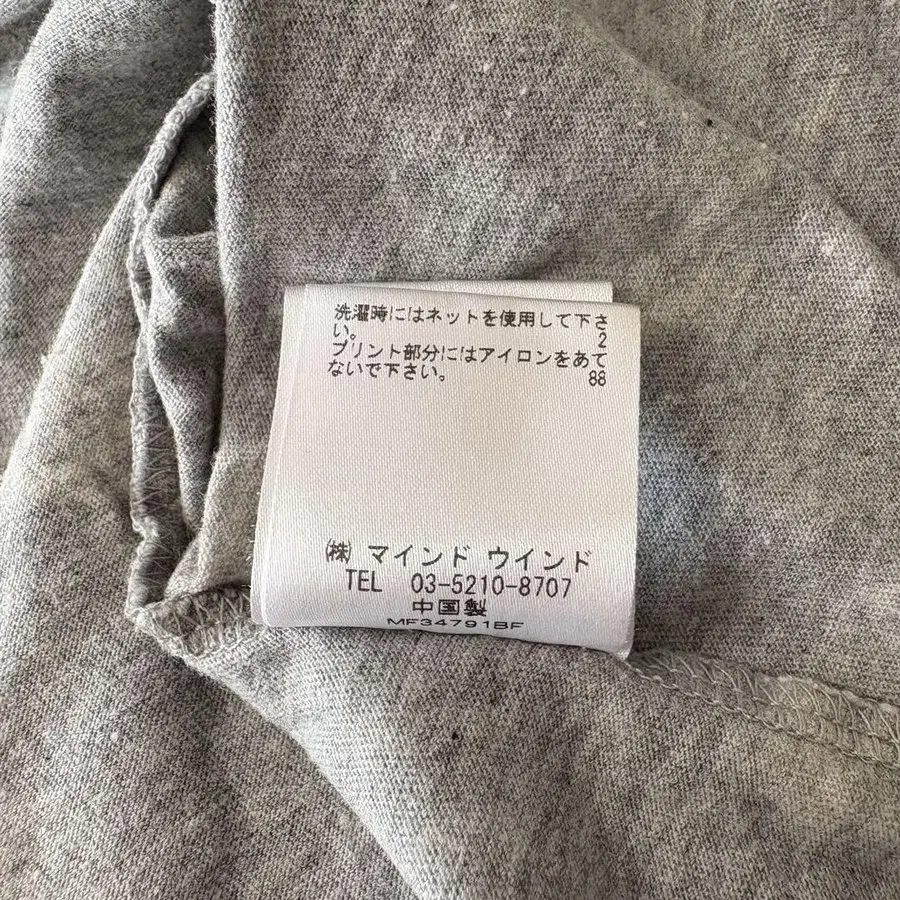 洗濯時にはネットを使用して下さ
い。 2
プリント部分にはアイロンをあて
ないで下さい。 88
㈱ マインド ウインド
TEL 03-5210-8707
中国製
MF34791BF